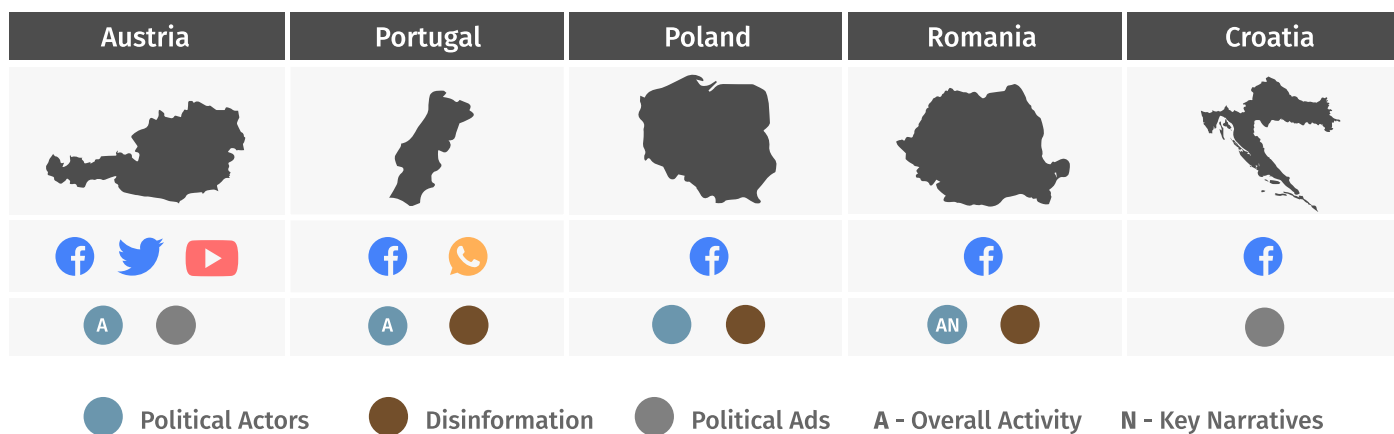 Austria Portugal Poland Romania Croatia
A A AN
Political Actors Disinformation Political Ads A - Overall Activity N - Key Narratives